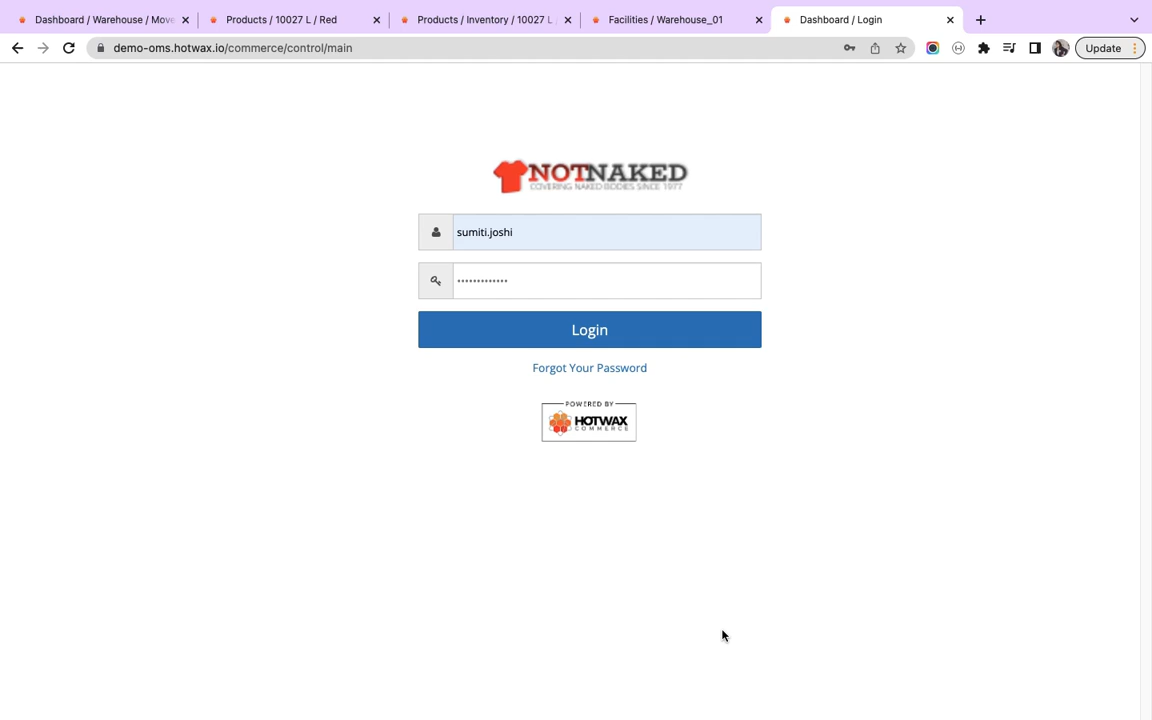 Dashboard / Warehouse / Move
Products / 10027 L / Red
Products / Inventory / 10027 L
Facilities / Warehouse_01
Dashboard / Login
demo-oms.hotwax.io/commerce/control/main
Update
NOTNAKED
COVERING NAKED BODIES SINCE 1977
sumiti.joshi
•••••••••••••
Login
Forgot Your Password
POWERED BY
HOTWAX
COMMERCE